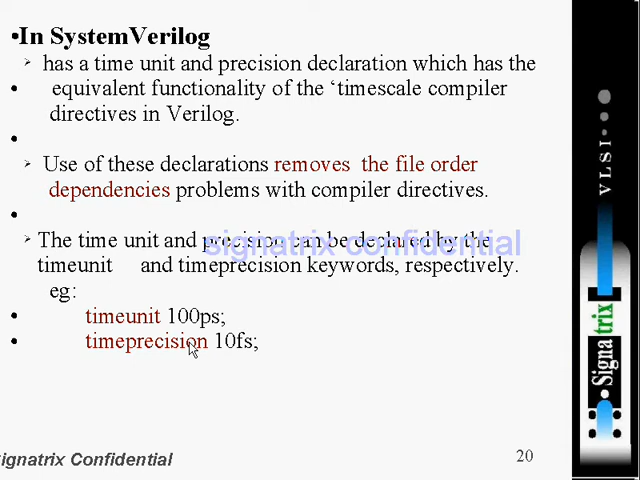 •In SystemVerilog
➢ has a time unit and precision declaration which has the
• equivalent functionality of the ‘timescale compiler
directives in Verilog.
•
➢ Use of these declarations removes the file order
dependencies problems with compiler directives.
•
➢ The time unit and precision can be declared by the
signatrix confidential
timeunit and timeprecision keywords, respectively.
eg:
• timeunit 100ps;
• timeprecision 10fs;
ignatrix Confidential
20
VLSI
Signatrix